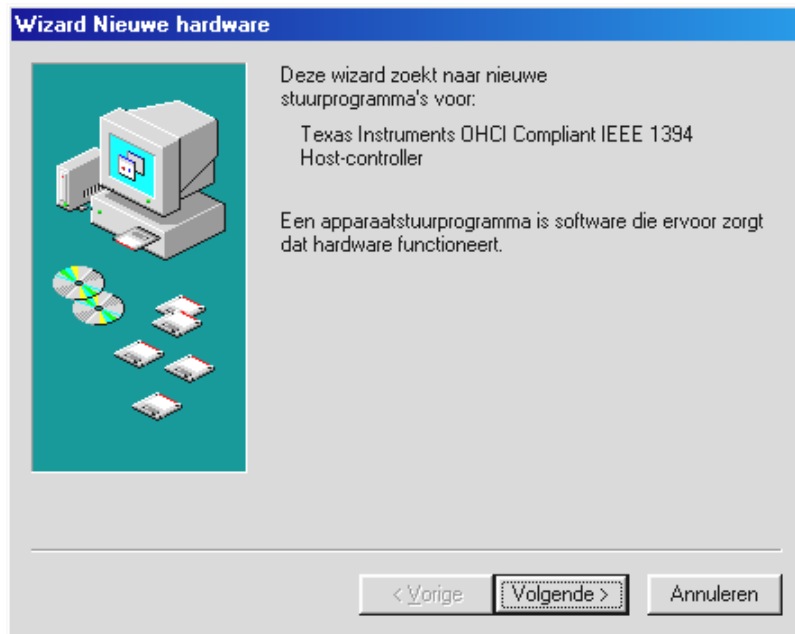 Wizard Nieuwe hardware
Deze wizard zoekt naar nieuwe
stuurprogramma's voor:
Texas Instruments OHCI Compliant IEEE 1394
Host-controller
Een apparaatstuurprogramma is software die ervoor zorgt
dat hardware functioneert.
< Vorige
Volgende >
Annuleren